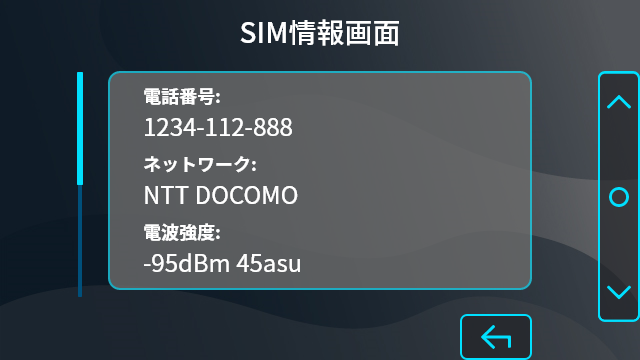 SIM情報画面
電話番号:
1234-112-888
ネットワーク:
NTT DOCOMO
電波強度:
-95dBm 45asu